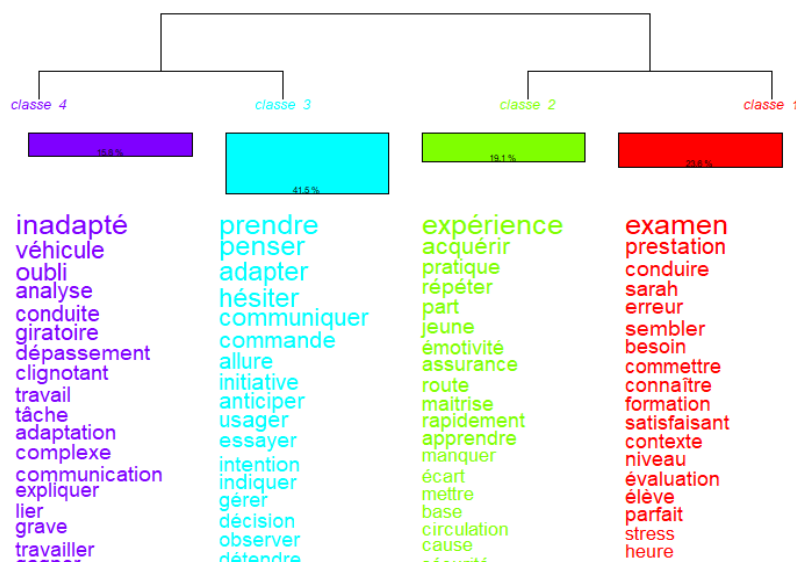 classe 4
classe 3
classe 2
classe 1
15.8 %
41.5 %
19.1 %
23.6 %
inadapté
véhicule
oubli
analyse
conduite
giratoire
dépassement
clignotant
travail
tâche
adaptation
complexe
communication
expliquer
lier
grave
travailler
prendre
penser
adapter
hésiter
communiquer
commande
allure
initiative
anticiper
usager
essayer
intention
indiquer
gérer
décision
observer
détendre
expérience
acquérir
pratique
répéter
part
jeune
émotivité
assurance
route
maitrise
rapidement
apprendre
manquer
écart
mettre
base
circulation
cause
examen
prestation
conduire
sarah
erreur
sembler
besoin
commettre
connaître
formation
satisfaisant
contexte
niveau
évaluation
élève
parfait
stress
heure